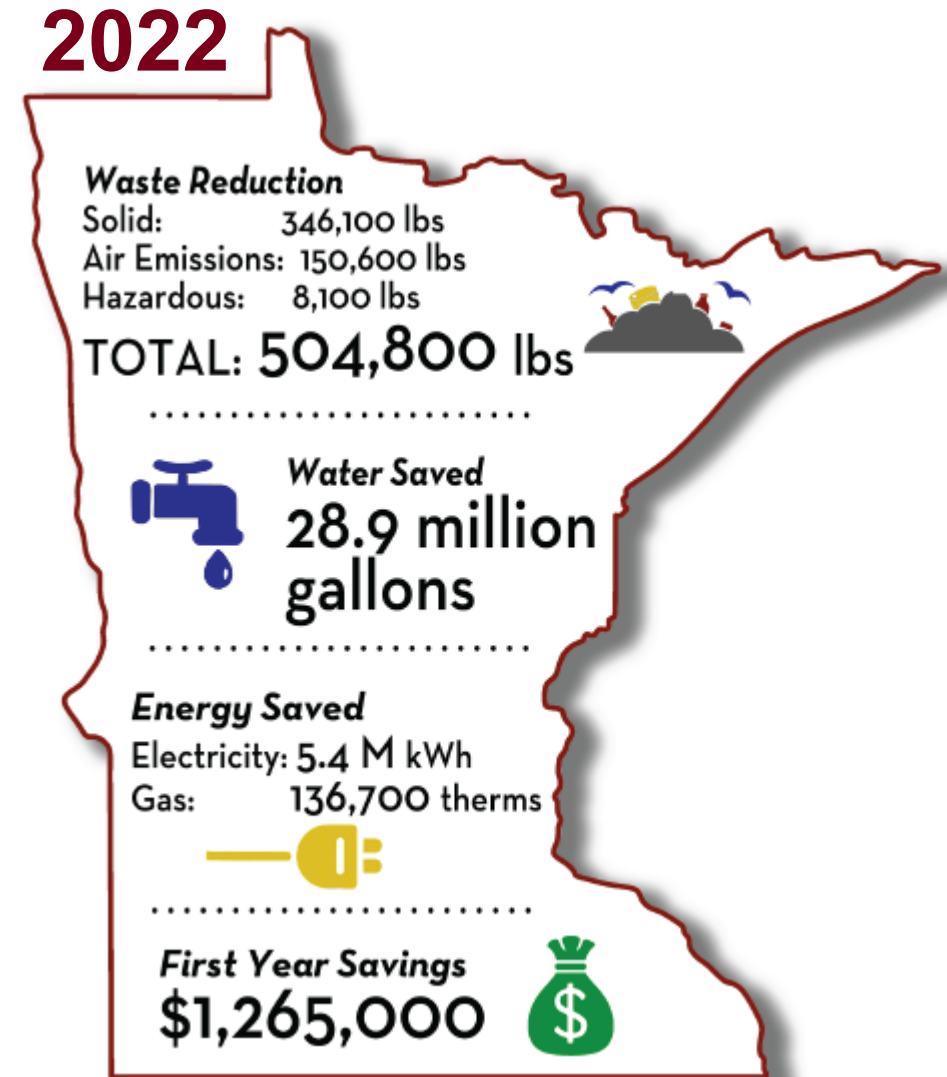 2022
Waste Reduction
Solid: 346,100 lbs
Air Emissions: 150,600 lbs
Hazardous: 8,100 lbs
TOTAL: 504,800 lbs
Water Saved
28.9 million
gallons
Energy Saved
Electricity: 5.4 M kWh
Gas: 136,700 therms
First Year Savings
$1,265,000
$